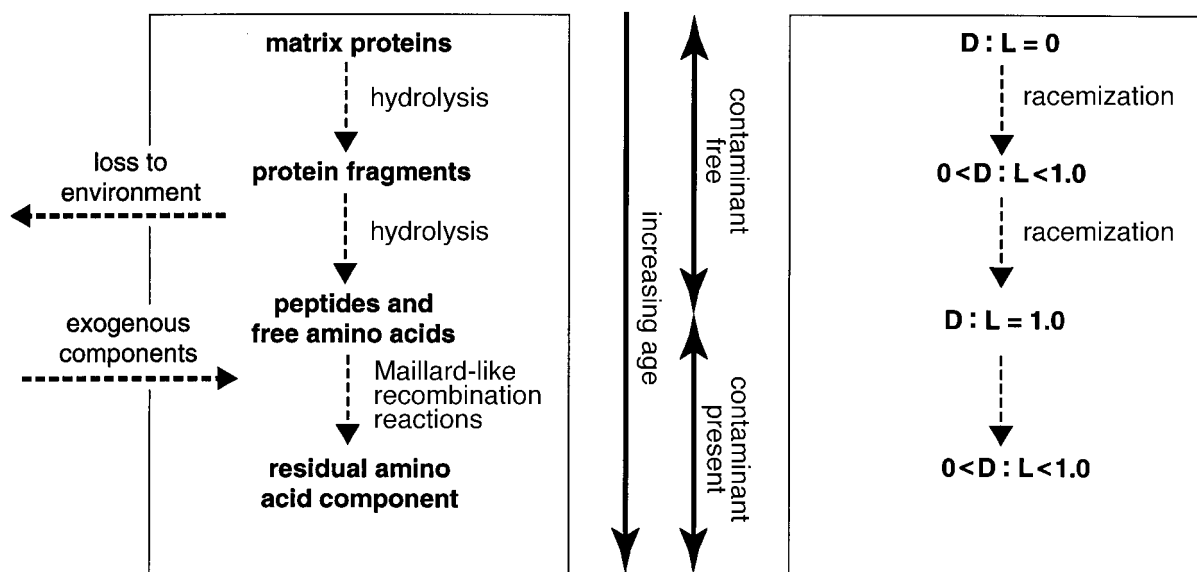 matrix proteins
hydrolysis
protein fragments
hydrolysis
peptides and
free amino acids
Maillard-like
recombination
reactions
residual amino
acid component
loss to
environment
exogenous
components
increasing age
contaminant
free
contaminant
present
D : L = 0
racemization
0 < D : L < 1.0
racemization
D : L = 1.0
0 < D : L < 1.0